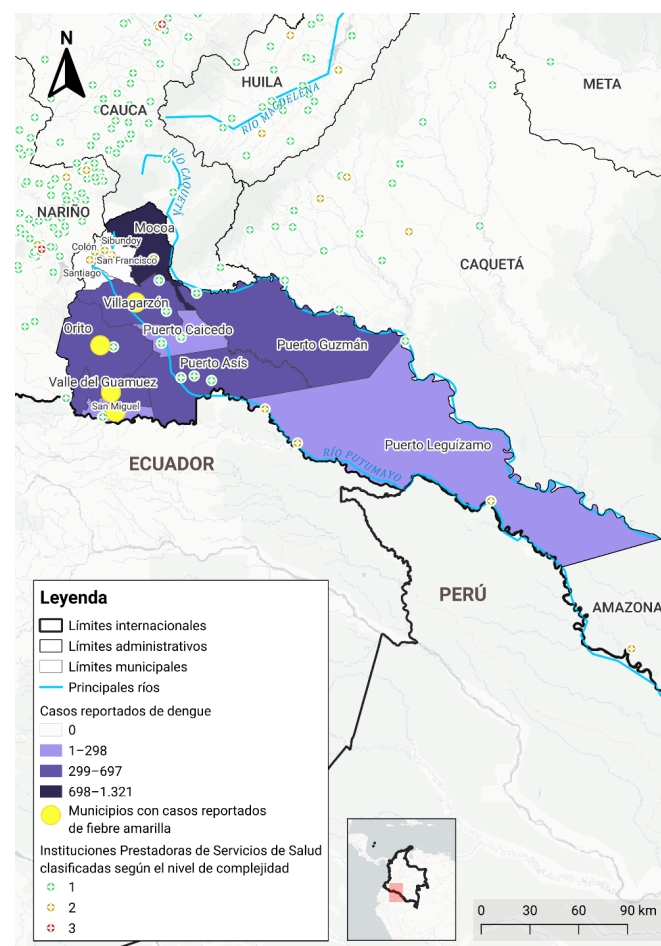 N
HUILA
META
CAUCA
RÍO MAGDELENA
RÍO CAQUETÁ
NARIÑO
Mocoa
Sibundoy
Colón
San Francisco
Santiago
CAQUETÁ
Villagarzón
Orito
Puerto Caicedo
Puerto Guzmán
Puerto Asís
Valle del Guamuez
San Miguel
Puerto Leguízamo
ECUADOR
RÍO PUTUMAYO
PERÚ
AMAZONA
Leyenda
Límites internacionales
Límites administrativos
Límites municipales
Principales ríos
Casos reportados de dengue
0
1–298
299–697
698–1.321
Municipios con casos reportados
de fiebre amarilla
Instituciones Prestadoras de Servicios de Salud
clasificadas según el nivel de complejidad
1
2
3
0 30 60 90 km